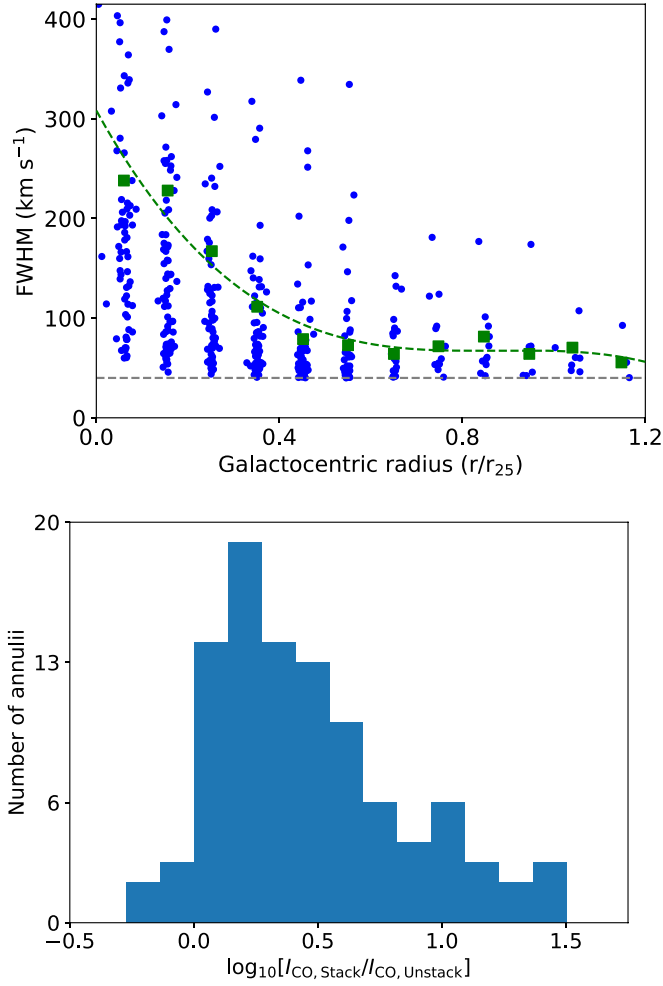 400
300
200
100
0
FWHM (km s⁻¹)
0.0 0.4 0.8 1.2
Galactocentric radius (r/r₂₅)
20
13
6
0
Number of annulii
−0.5 0.0 0.5 1.0 1.5
log₁₀[I_CO, Stack/I_CO, Unstack]